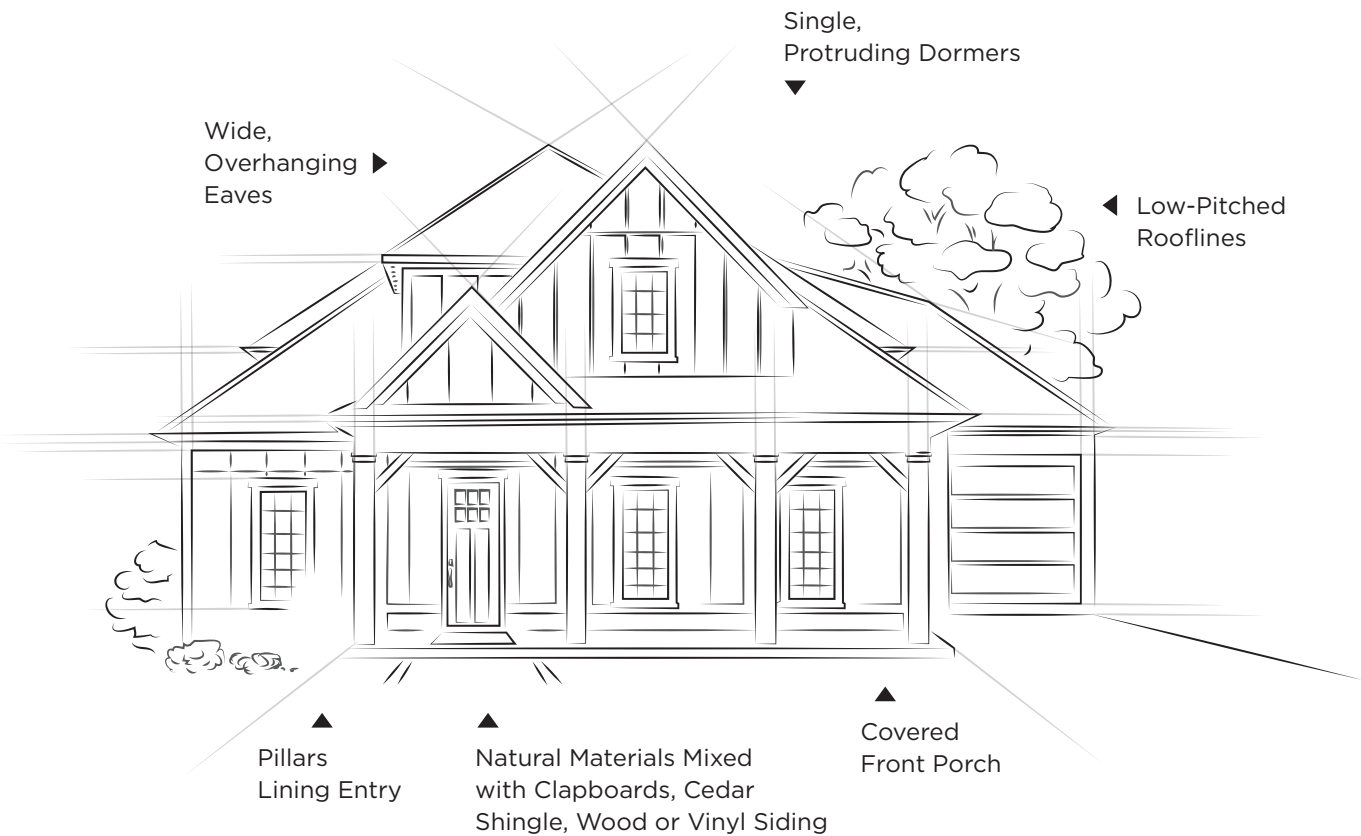 Single,
Protruding Dormers
Wide,
Overhanging
Eaves
Low-Pitched
Rooflines
Pillars
Lining Entry
Natural Materials Mixed
with Clapboards, Cedar
Shingle, Wood or Vinyl Siding
Covered
Front Porch